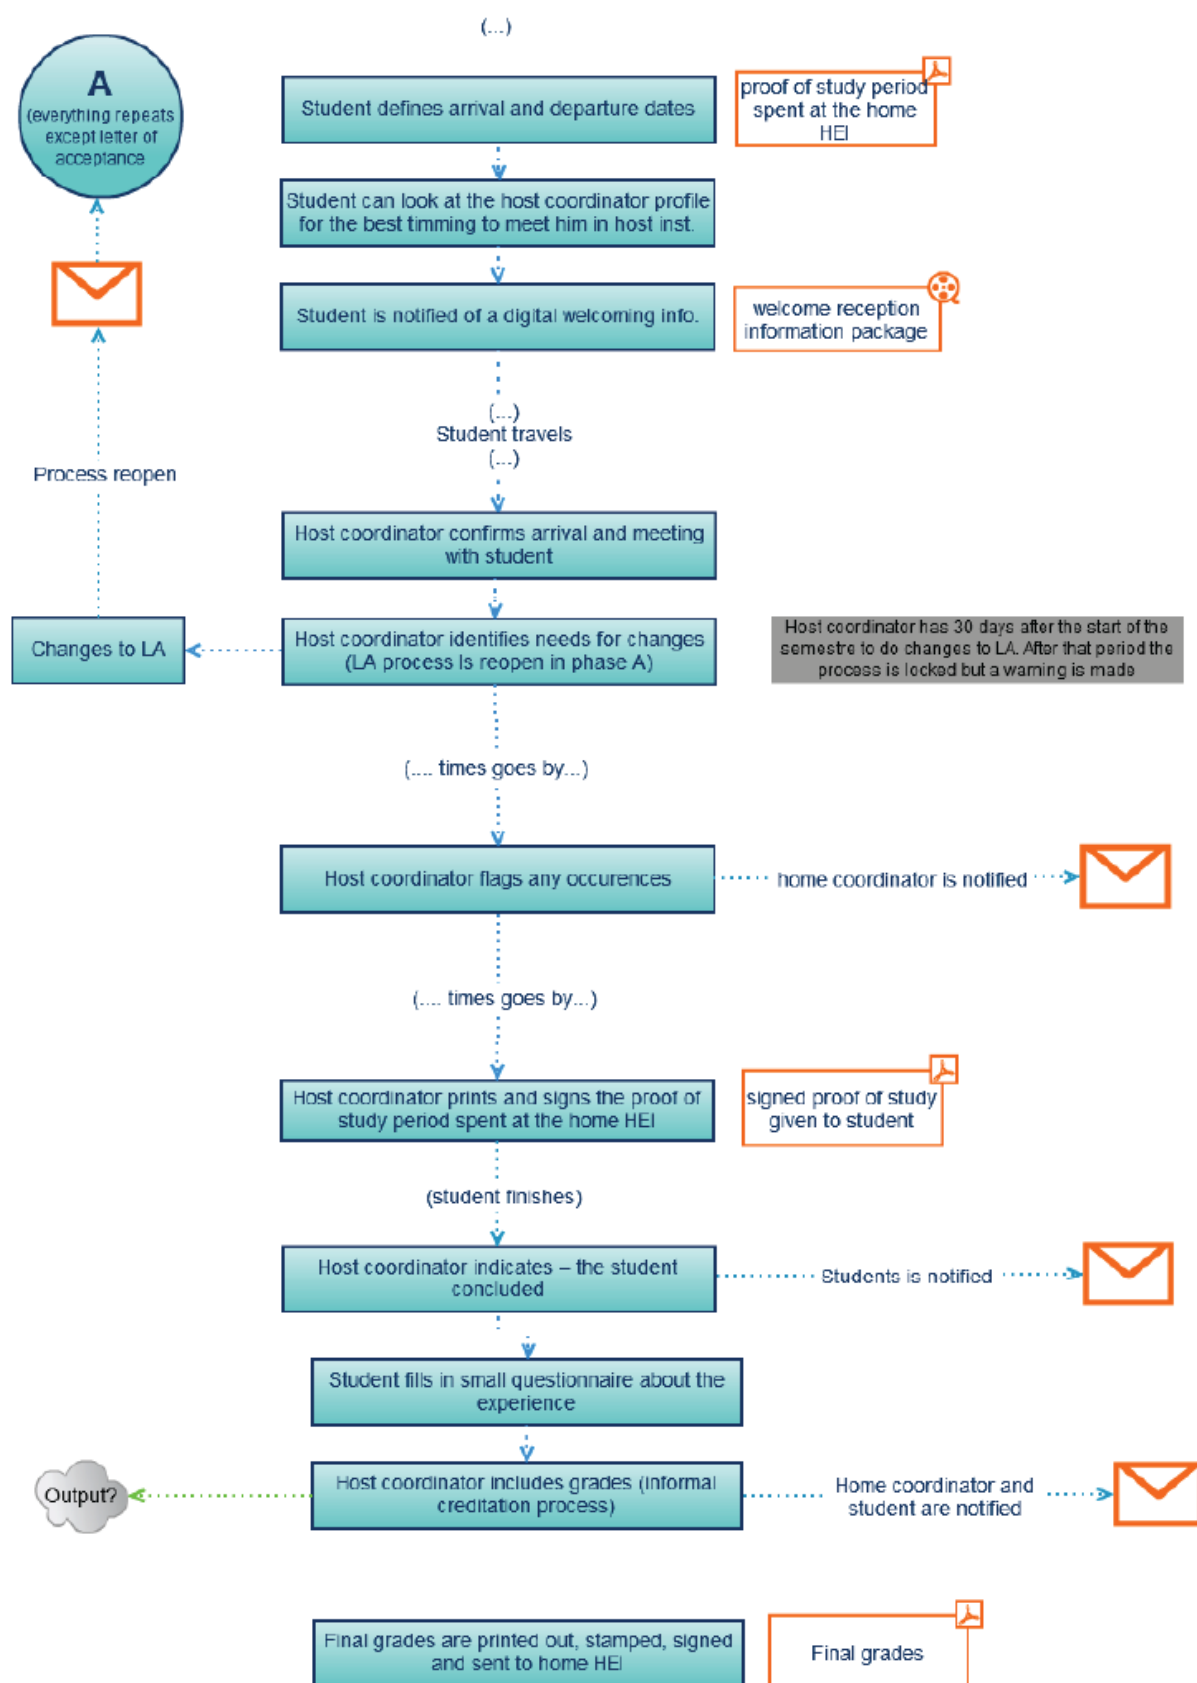 (...)
A
(everything repeats
except letter of
acceptance
Student defines arrival and departure dates
proof of study period
spent at the home
HEI
Student can look at the host coordinator profile
for the best timming to meet him in host inst.
Student is notified of a digital welcoming info.
welcome reception
information package
(...)
Student travels
(...)
Process reopen
Host coordinator confirms arrival and meeting
with student
Changes to LA
Host coordinator identifies needs for changes
(LA process is reopen in phase A)
Host coordinator has 30 days after the start of the
semestre to do changes to LA. After that period the
process is locked but a warning is made
(.... times goes by...)
Host coordinator flags any occurences
home coordinator is notified
(.... times goes by...)
Host coordinator prints and signs the proof of
study period spent at the home HEI
signed proof of study
given to student
(student finishes)
Host coordinator indicates – the student
concluded
Students is notified
Student fills in small questionnaire about the
experience
Output?
Host coordinator includes grades (informal
creditation process)
Home coordinator and
student are notified
Final grades are printed out, stamped, signed
and sent to home HEI
Final grades